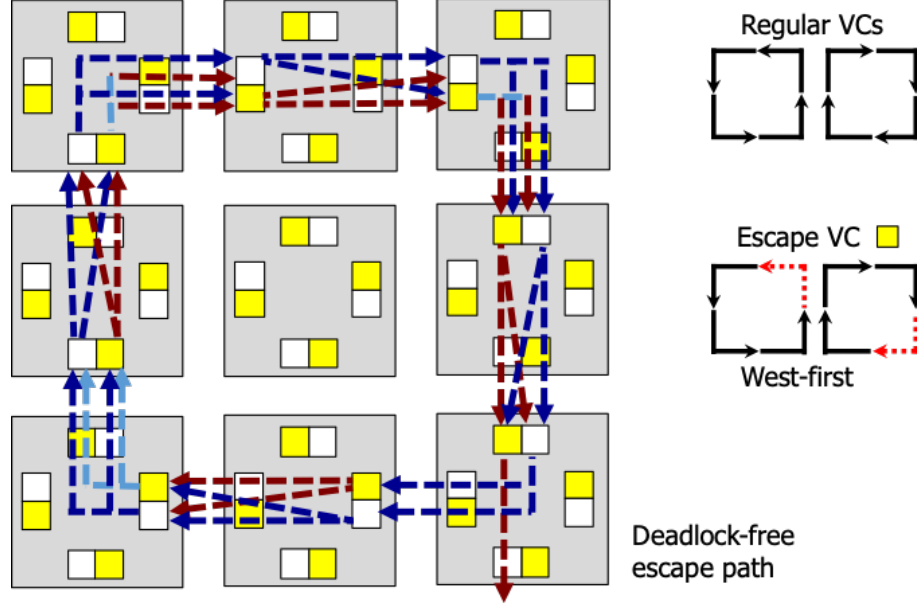 Regular VCs
Escape VC
West-first
Deadlock-free
escape path